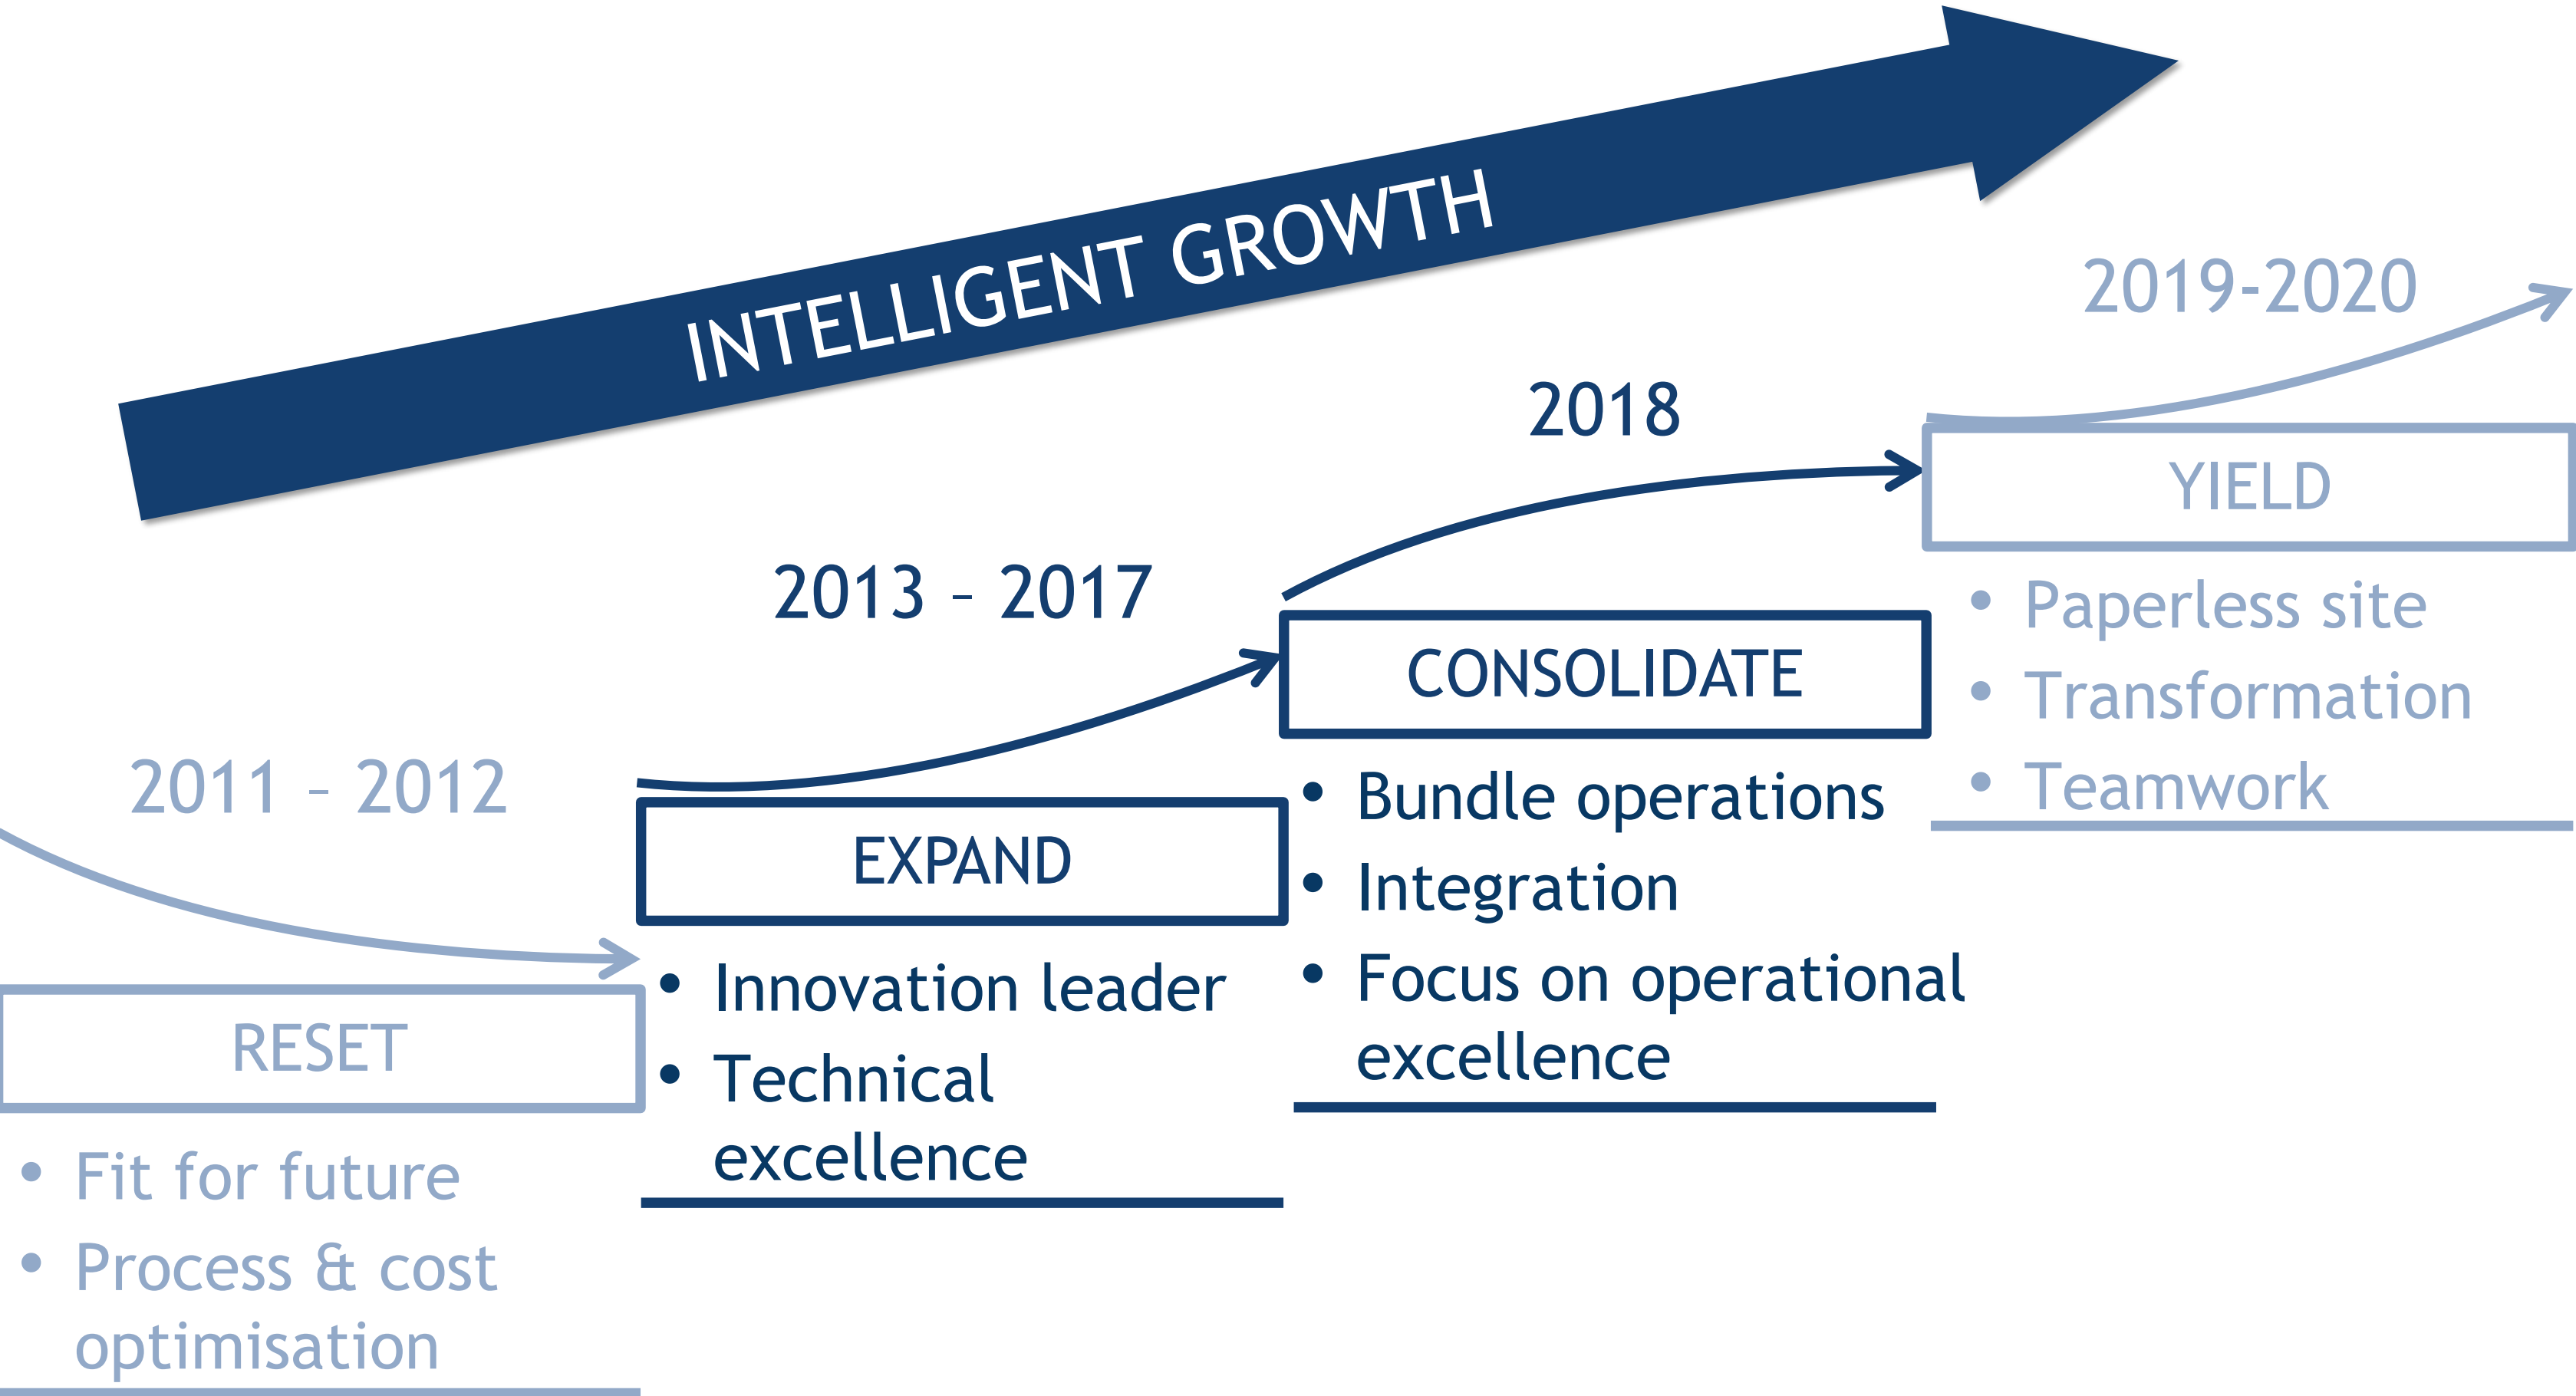 INTELLIGENT GROWTH
2011 – 2012
RESET
• Fit for future
• Process & cost
optimisation
2013 – 2017
EXPAND
• Innovation leader
• Technical
excellence
2018
CONSOLIDATE
• Bundle operations
• Integration
• Focus on operational
excellence
2019-2020
YIELD
• Paperless site
• Transformation
• Teamwork